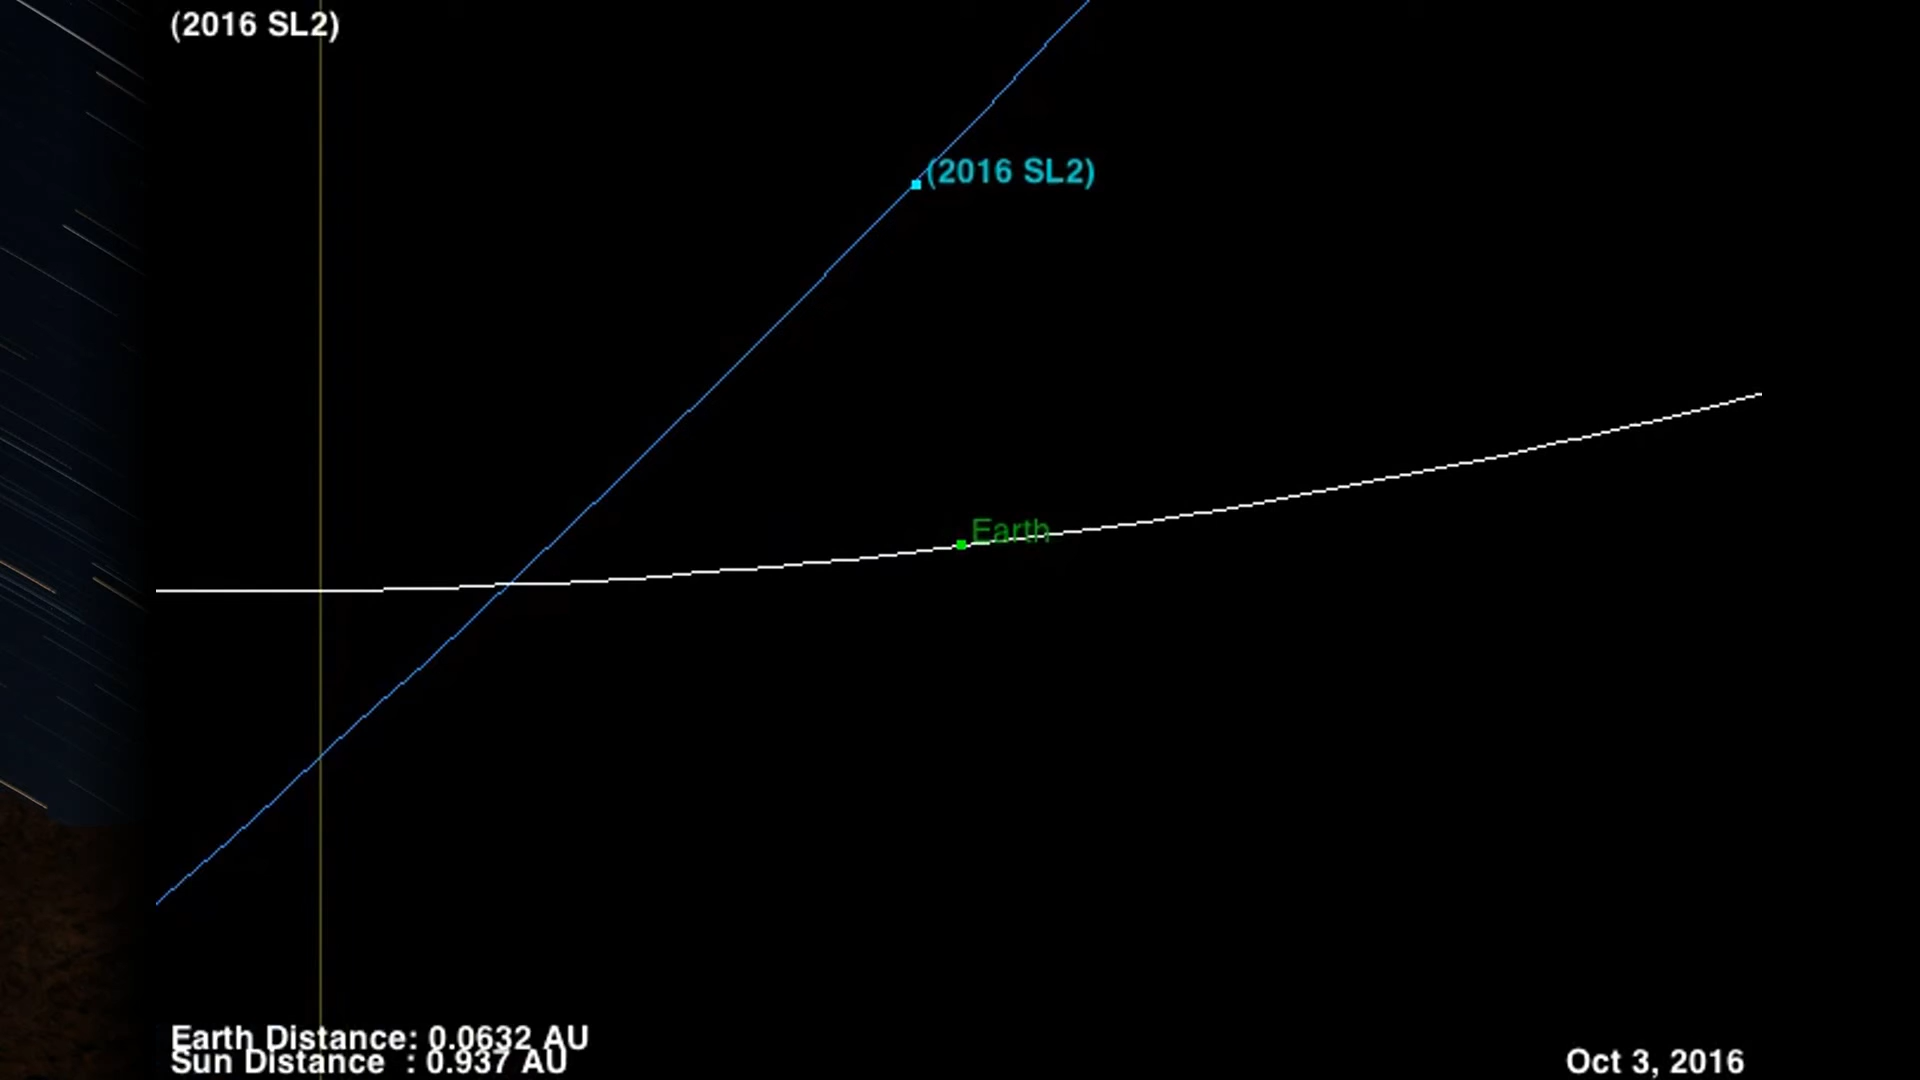 (2016 SL2)
(2016 SL2)
Earth
Earth Distance: 0.0632 AU
Sun Distance : 0.937 AU
Oct 3, 2016